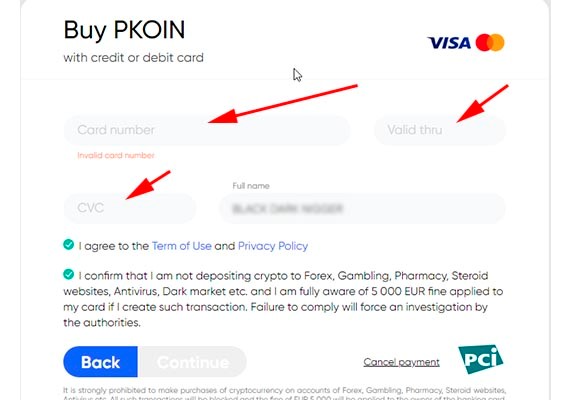 Buy PKOIN
with credit or debit card
VISA
Card number
Valid thru
Invalid card number
Full name
CVC
I agree to the Term of Use and Privacy Policy
I confirm that I am not depositing crypto to Forex, Gambling, Pharmacy, Steroid
websites, Antivirus, Dark market etc. and I am fully aware of 5 000 EUR fine applied to
my card if I create such transaction. Failure to comply will force an investigation by
the authorities.
Back
Continue
Cancel payment
PCI
It is strongly prohibited to make purchases of cryptocurrency on accounts of Forex, Gambling, Pharmacy, Steroid websites,
Antivirus etc. All such transactions will be blocked and the fine of EUR 5 000 will be applied to the owner of the banking card